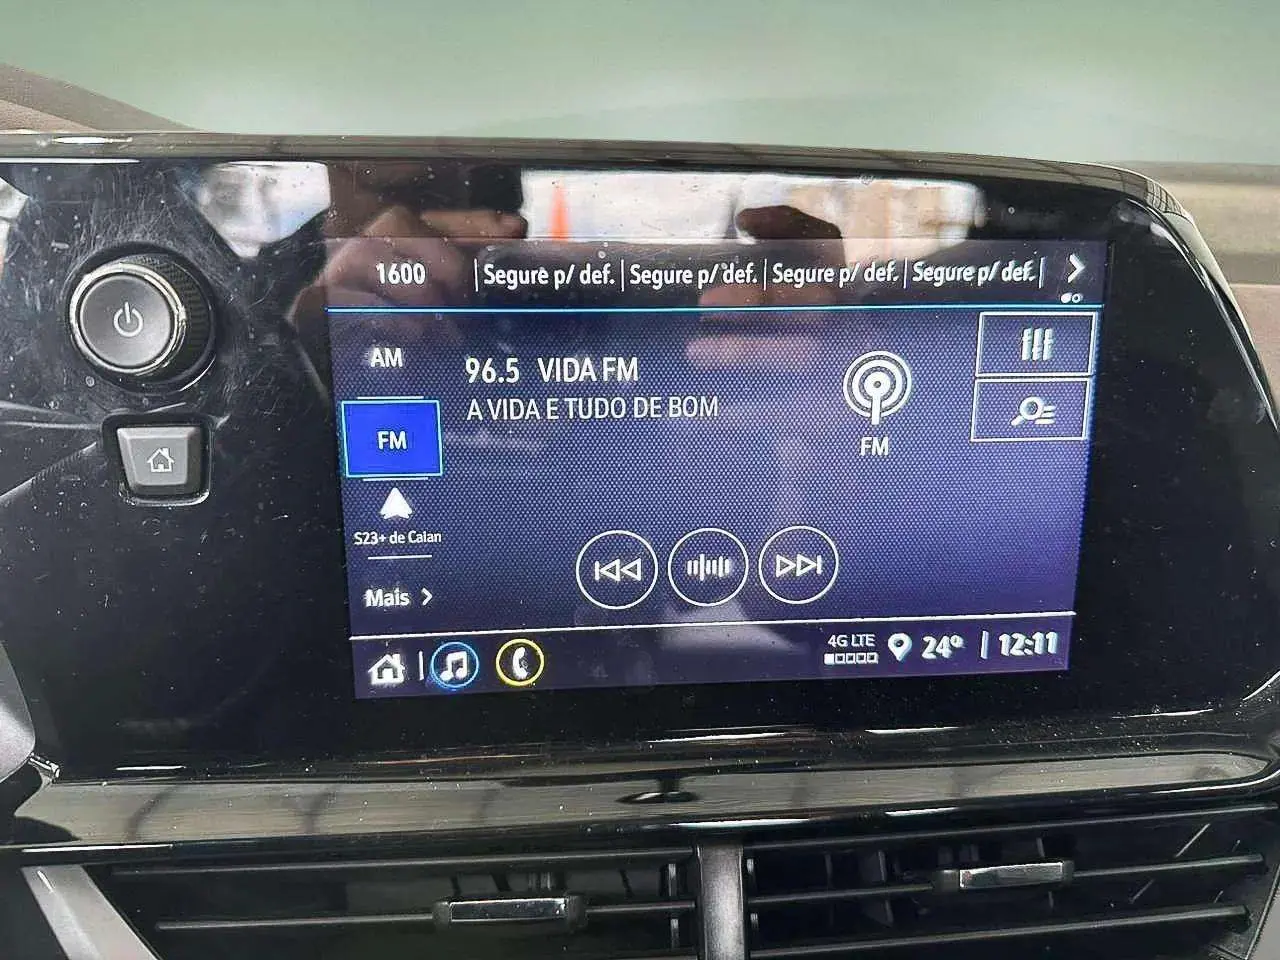 1600 Segure p/ def. Segure p/ def. Segure p/ def. Segure p/ def.
AM
96.5 VIDA FM
A VIDA E TUDO DE BOM
FM
FM
S23+ de Caian
Mais
4G LTE
24° 12:11